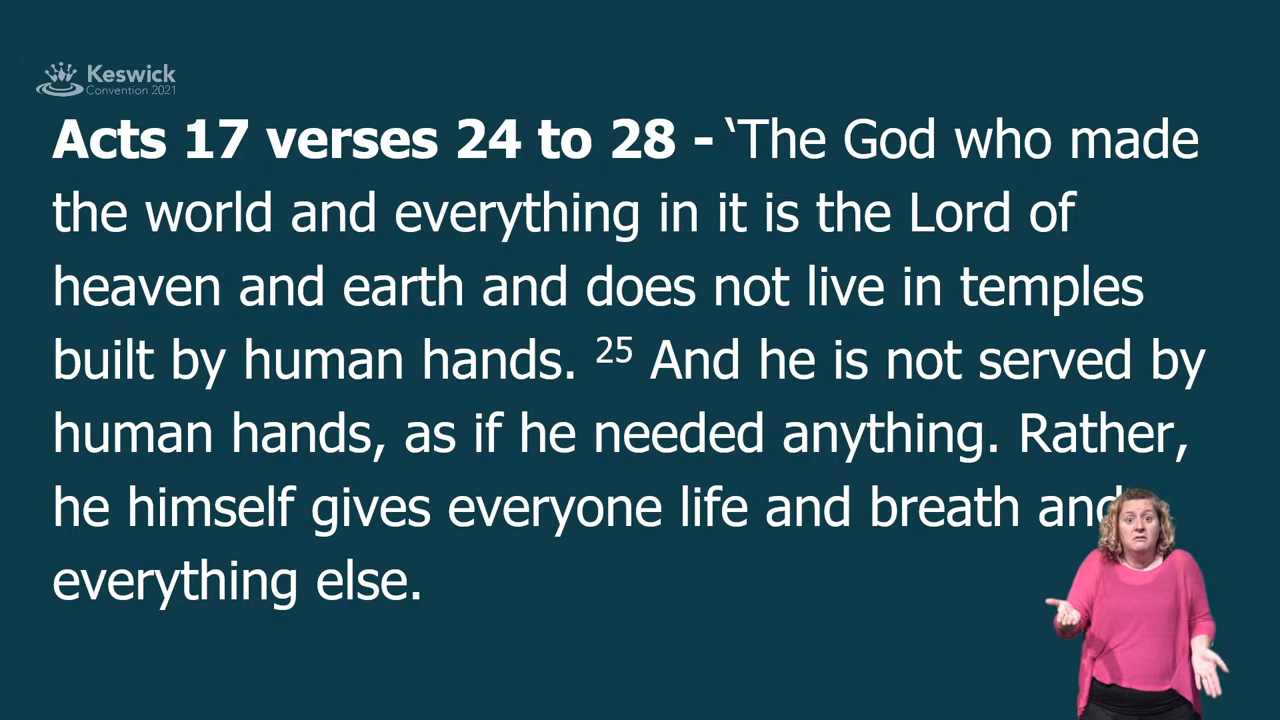 Keswick
Convention 2021
Acts 17 verses 24 to 28 - ‘The God who made
the world and everything in it is the Lord of
heaven and earth and does not live in temples
built by human hands. 25 And he is not served by
human hands, as if he needed anything. Rather,
he himself gives everyone life and breath and
everything else.